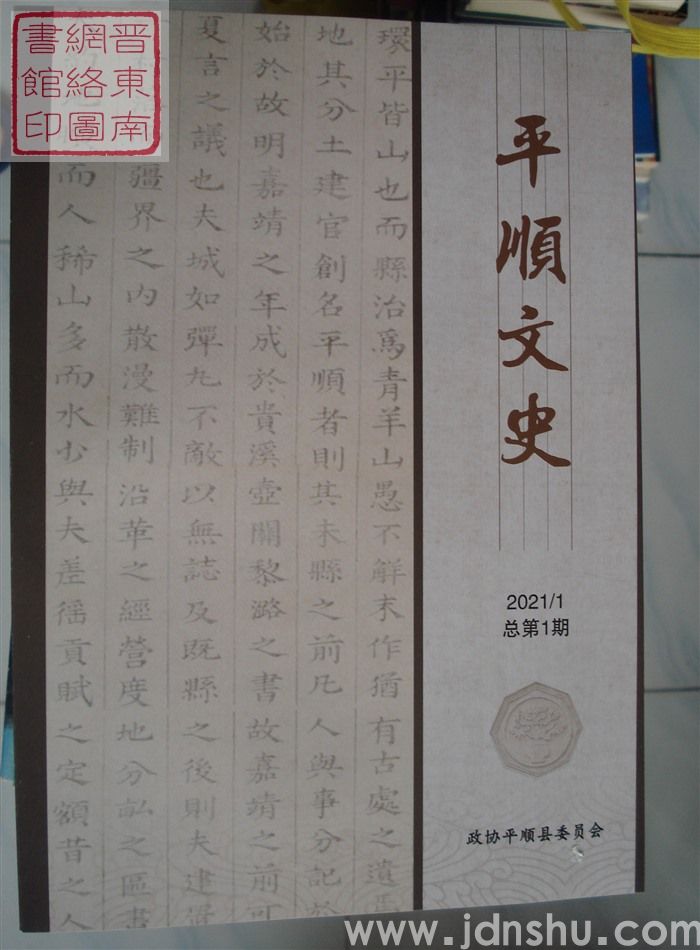 晋東南
網絡圖
書館印
平順文史
2021/1
总第1期
政协平顺县委员会
環平皆山也而縣治爲青羊山愚不解未作猶有古處之遺
地其分土建官創名平順者則其未縣之前凡人與事分記於
始於故明嘉靖之年成於貴溪壺關黎潞之書故嘉靖之前可
夏言之議也夫城如彈丸不敵以無誌及既縣之後則夫建置
疆界之內散漫難制沿革之經營度地分畝之區書
而人稀山多而水少與夫差徭貢賦之定額昔之人
www.jdnshu.com